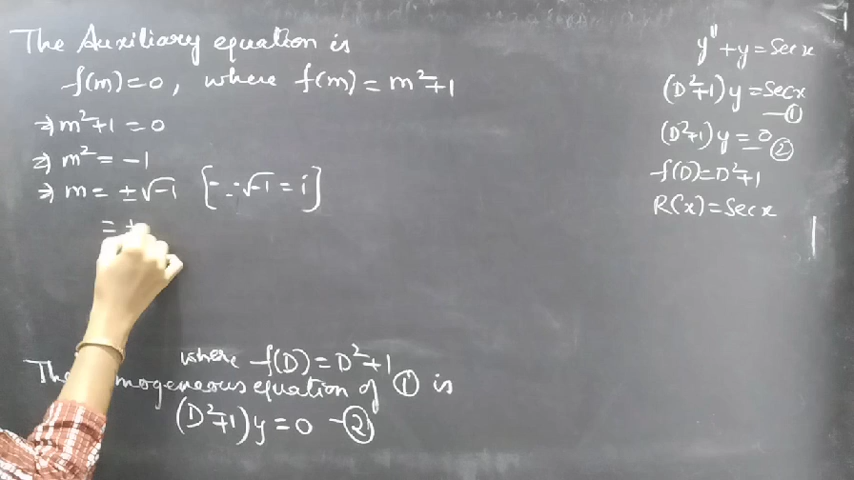 The Auxiliary equation is
f(m)=0, where f(m) = m²+1
⇒ m²+1 = 0
⇒ m² = -1
⇒ m = ±√-1 [∵ √-1 = i]
= ±
where f(D) = D²+1
The mogeneous equation of ① is
(D²+1)y = 0 -②
y''+y = Sec x
(D²+1)y = Sec x
-①
(D²+1)y = 0
-②
f(D) = D²+1
R(x) = Sec x